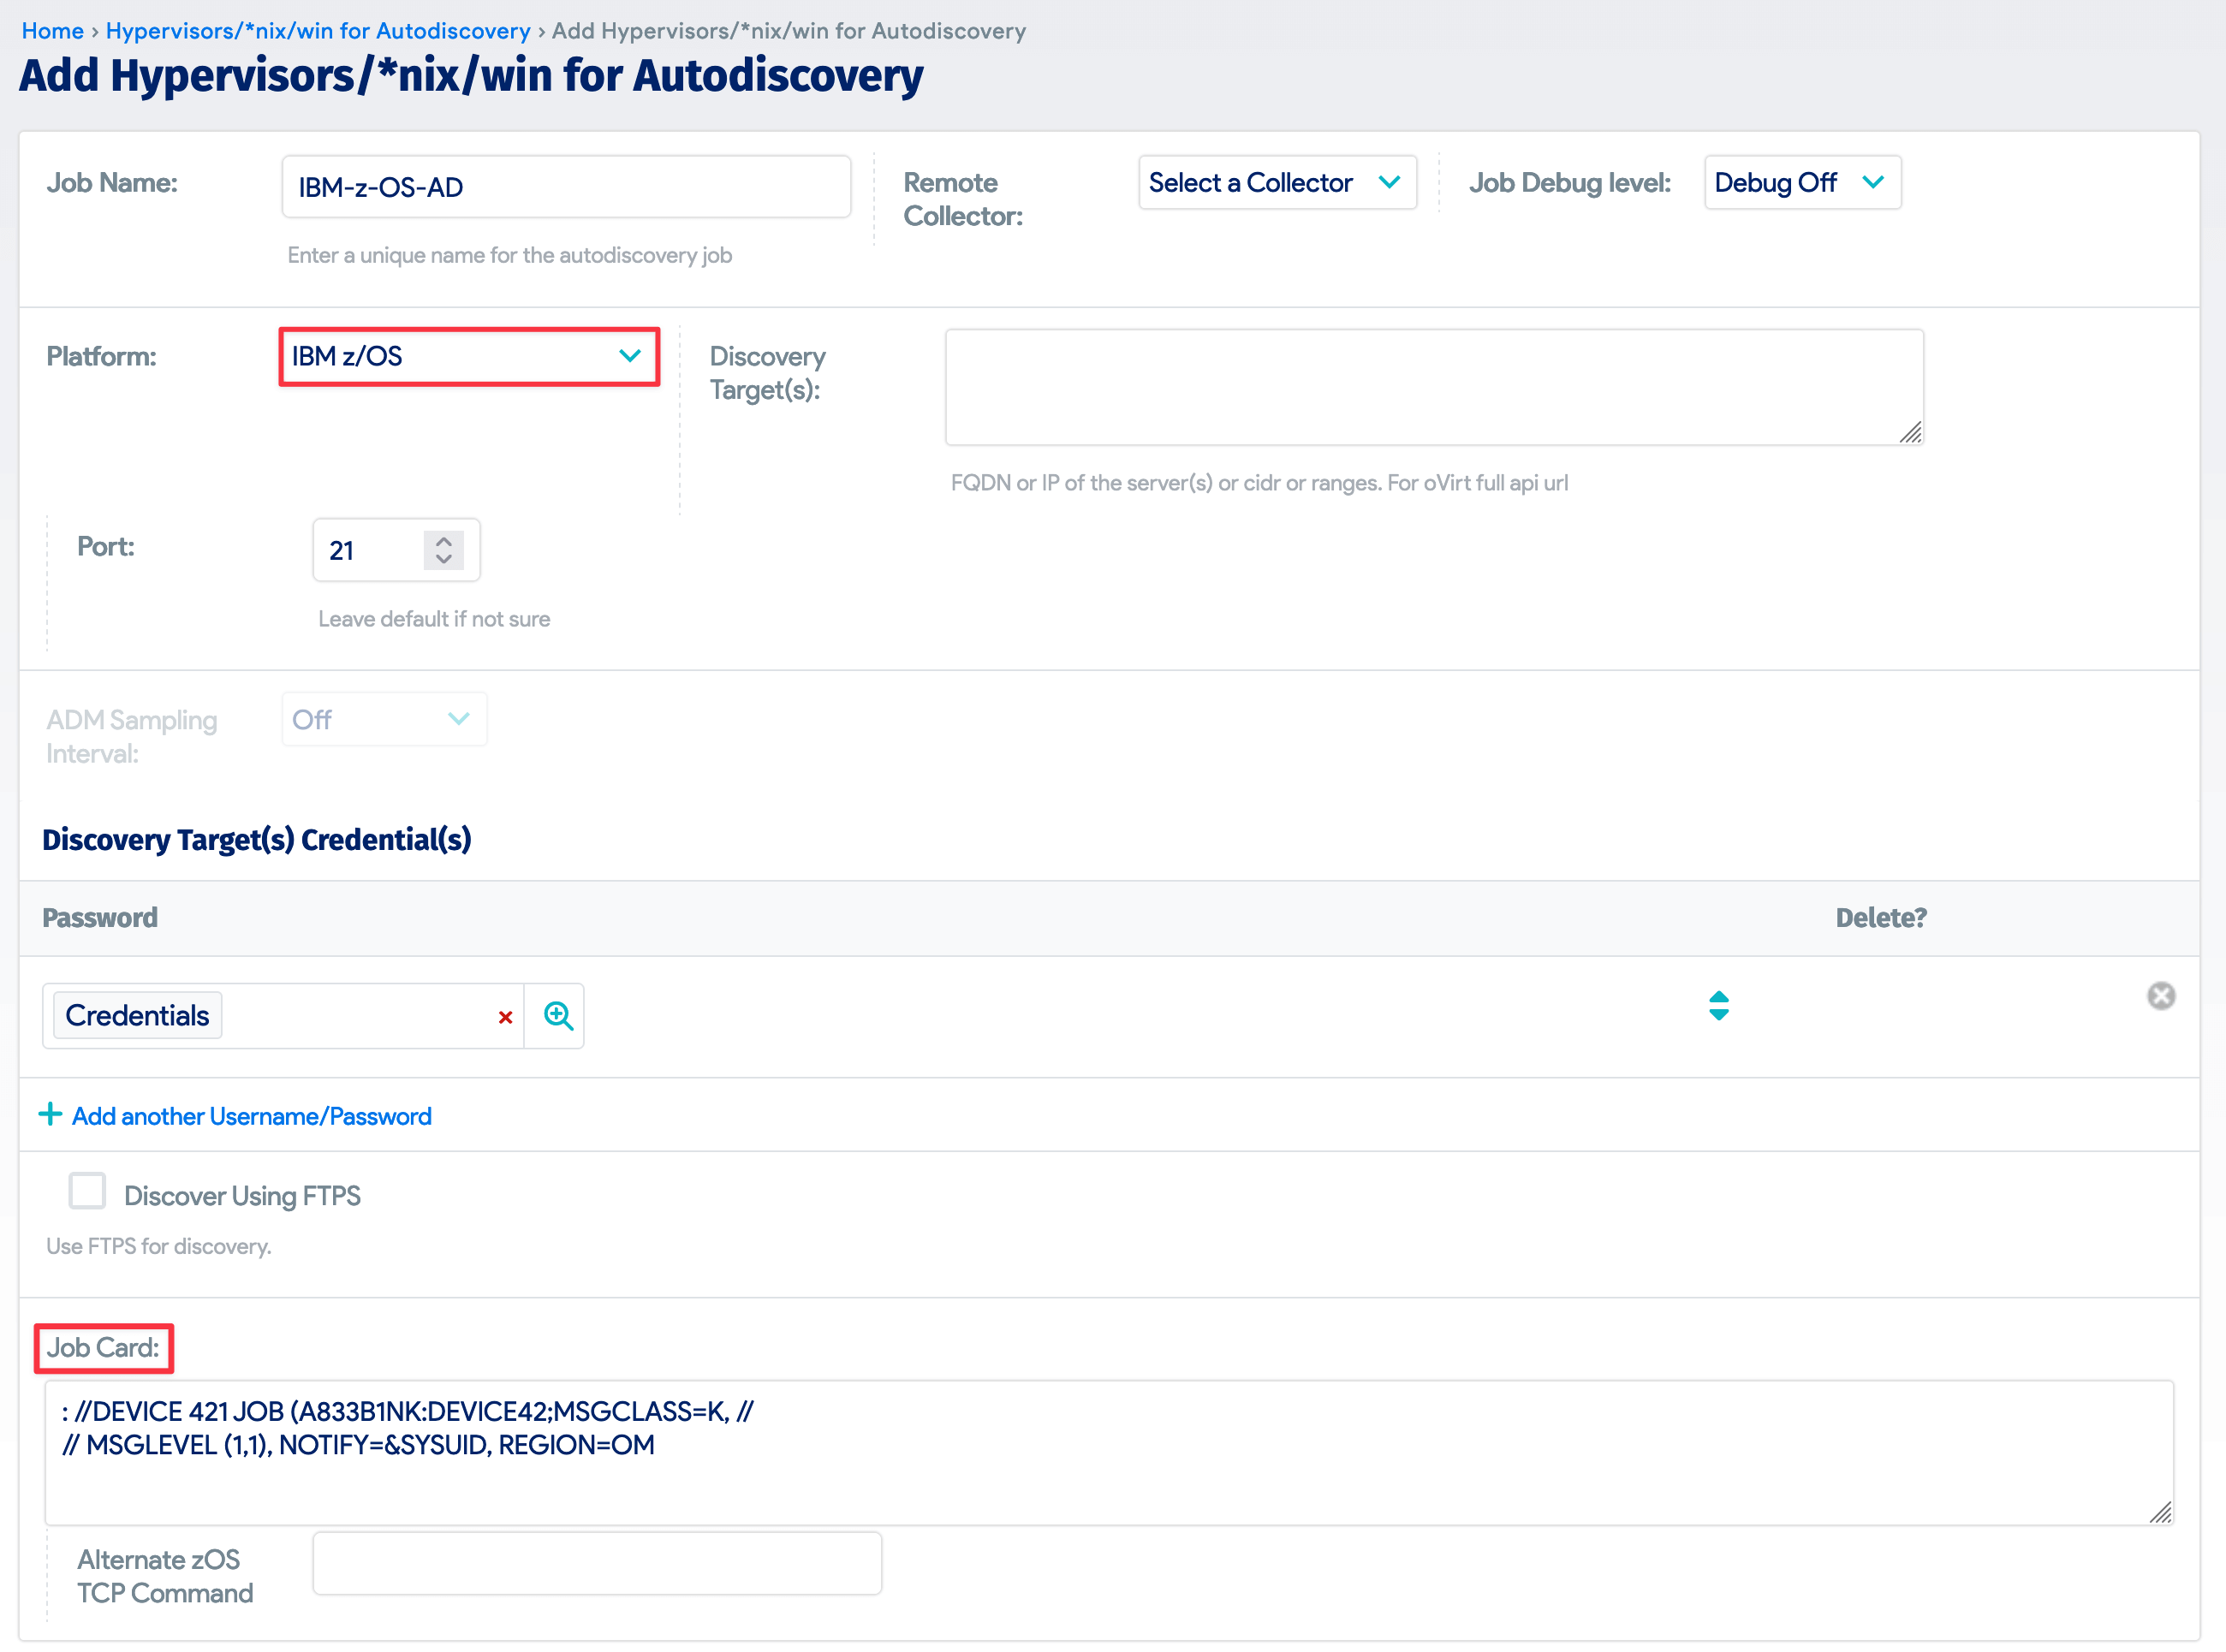 Home › Hypervisors/*nix/win for Autodiscovery › Add Hypervisors/*nix/win for Autodiscovery
Add Hypervisors/*nix/win for Autodiscovery
Job Name:
IBM-z-OS-AD
Enter a unique name for the autodiscovery job
Remote
Collector:
Select a Collector
Job Debug level:
Debug Off
Platform:
IBM z/OS
Discovery
Target(s):
FQDN or IP of the server(s) or cidr or ranges. For oVirt full api url
Port:
21
Leave default if not sure
ADM Sampling
Interval:
Off
Discovery Target(s) Credential(s)
Password
Delete?
Credentials
Add another Username/Password
Discover Using FTPS
Use FTPS for discovery.
Job Card:
: //DEVICE 421 JOB (A833B1NK:DEVICE42;MSGCLASS=K, //
// MSGLEVEL (1,1), NOTIFY=&SYSUID, REGION=OM
Alternate zOS
TCP Command